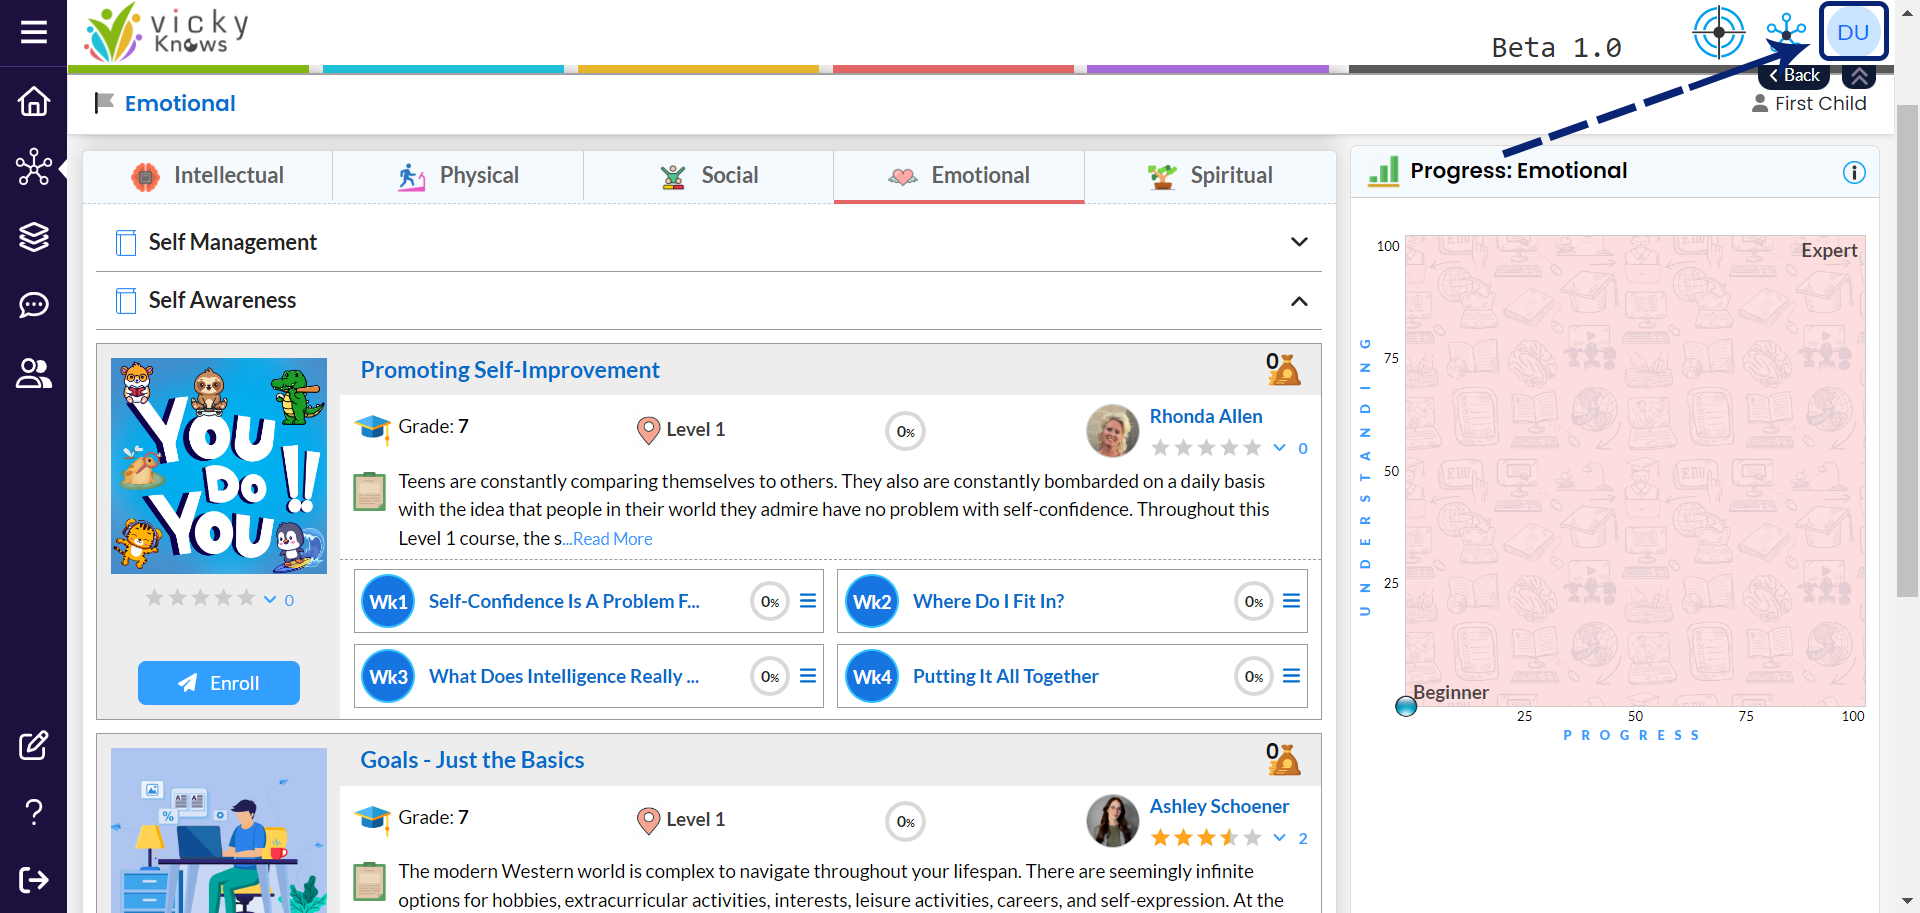 vicky
Knows
Beta 1.0
DU
Back
Emotional
First Child
Intellectual
Physical
Social
Emotional
Spiritual
Progress: Emotional
Self Management
Self Awareness
Promoting Self-Improvement
0
YOU
DO
YOU
!!
Grade: 7
Level 1
0%
Rhonda Allen
0
Teens are constantly comparing themselves to others. They also are constantly bombarded on a daily basis
with the idea that people in their world they admire have no problem with self-confidence. Throughout this
Level 1 course, the s...Read More
0
Enroll
Wk1
Self-Confidence Is A Problem F...
0%
Wk2
Where Do I Fit In?
0%
Wk3
What Does Intelligence Really ...
0%
Wk4
Putting It All Together
0%
Goals - Just the Basics
0
Grade: 7
Level 1
0%
Ashley Schoener
2
The modern Western world is complex to navigate throughout your lifespan. There are seemingly infinite
options for hobbies, extracurricular activities, interests, leisure activities, careers, and self-expression. At the
100
75
50
25
UNDERSTANDING
Expert
Beginner
25
50
75
100
PROGRESS